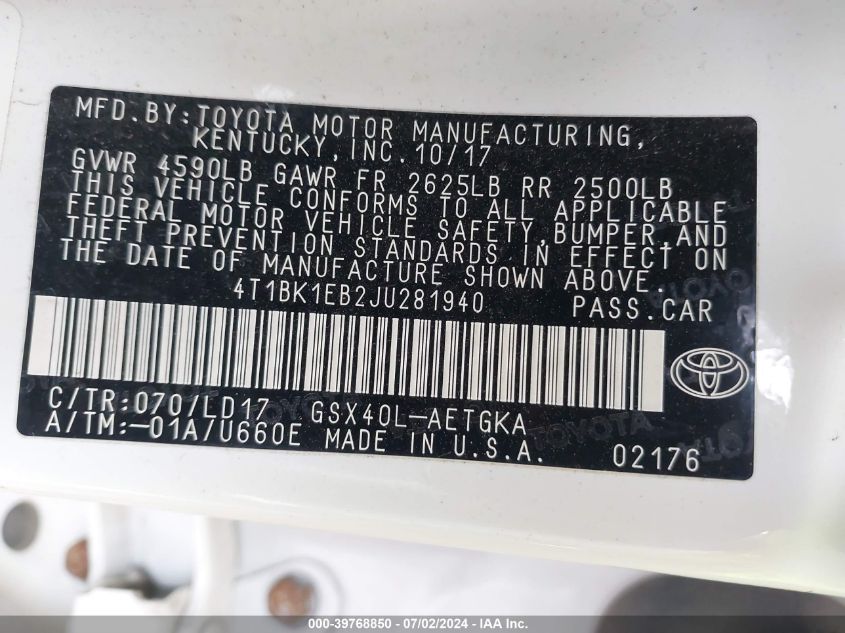 MFD.BY:TOYOTA MOTOR MANUFACTURING,
KENTUCKY,INC. 10/17
GVWR 4590LB GAWR FR 2625LB RR 2500LB
THIS VEHICLE CONFORMS TO ALL APPLICABLE
FEDERAL MOTOR VEHICLE SAFETY,BUMPER,AND
THEFT PREVENTION STANDARDS IN EFFECT ON
THE DATE OF MANUFACTURE SHOWN ABOVE.
4T1BK1EB2JU281940 PASS.CAR
C/TR:070/LD17 GSX40L-AETGKA
A/TM:-01A/U660E MADE IN U.S.A. 02176
000-39768850 - 07/02/2024 - IAA Inc.